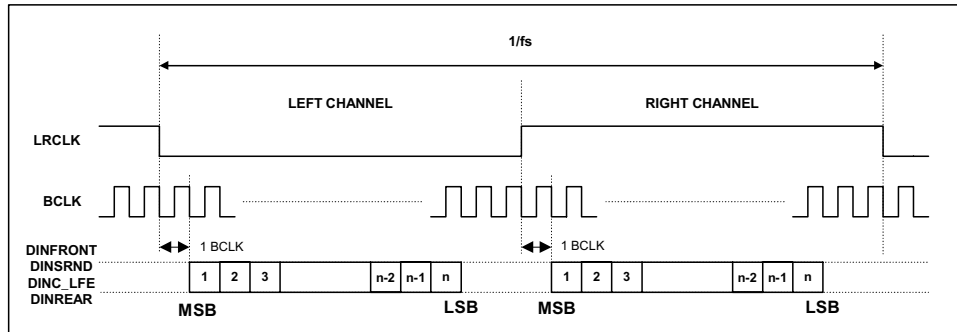 1/fs
LEFT CHANNEL RIGHT CHANNEL
LRCLK
BCLK
1 BCLK 1 BCLK
DINFRONT
DINSRND
DINC_LFE
DINREAR
1 2 3 n-2 n-1 n 1 2 3 n-2 n-1 n
MSB LSB MSB LSB